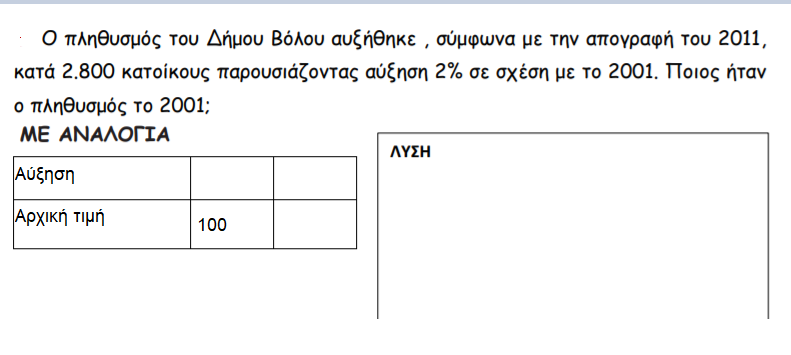 Ο πληθυσμός του Δήμου Βόλου αυξήθηκε , σύμφωνα με την απογραφή του 2011,
κατά 2.800 κατοίκους παρουσιάζοντας αύξηση 2% σε σχέση με το 2001. Ποιος ήταν
ο πληθυσμός το 2001;
ΜΕ ΑΝΑΛΟΓΙΑ
ΛΥΣΗ
Αύξηση
Αρχική τιμή 100